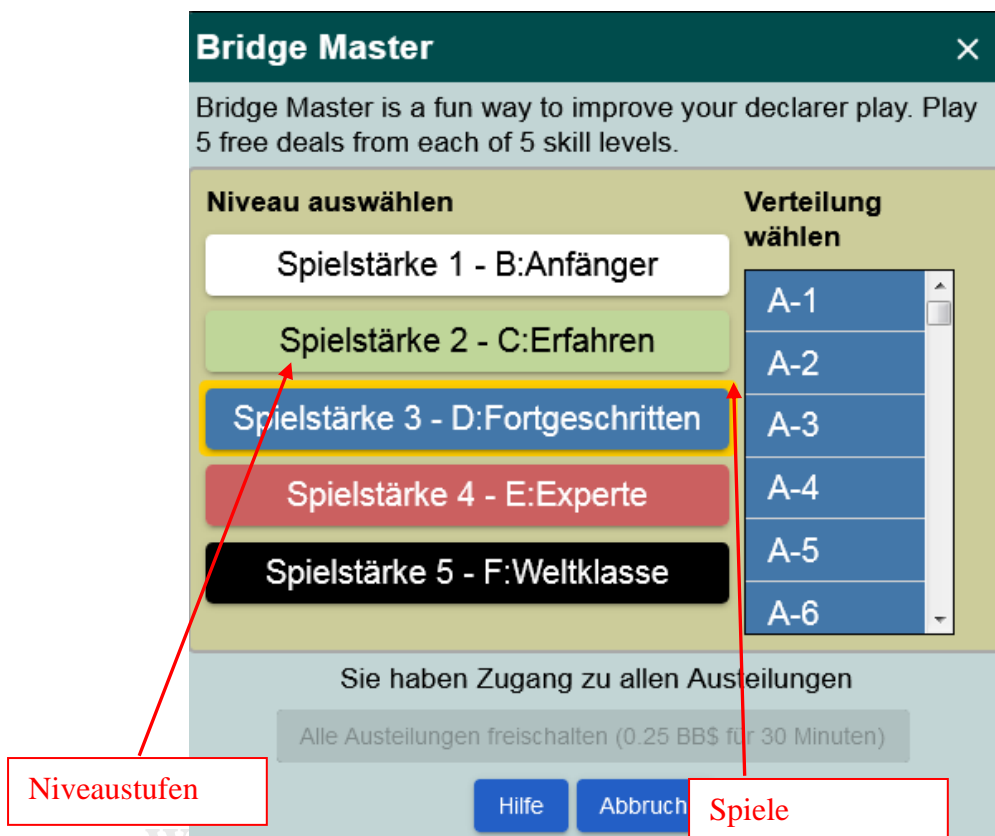 Bridge Master
Bridge Master is a fun way to improve your declarer play. Play
5 free deals from each of 5 skill levels.
Niveau auswählen
Spielstärke 1 - B:Anfänger
Spielstärke 2 - C:Erfahren
Spielstärke 3 - D:Fortgeschritten
Spielstärke 4 - E:Experte
Spielstärke 5 - F:Weltklasse
Verteilung
wählen
A-1
A-2
A-3
A-4
A-5
A-6
Sie haben Zugang zu allen Austeilungen
Alle Austeilungen freischalten (0.25 BB$ für 30 Minuten)
Niveaustufen
Hilfe
Abbruch
Spiele